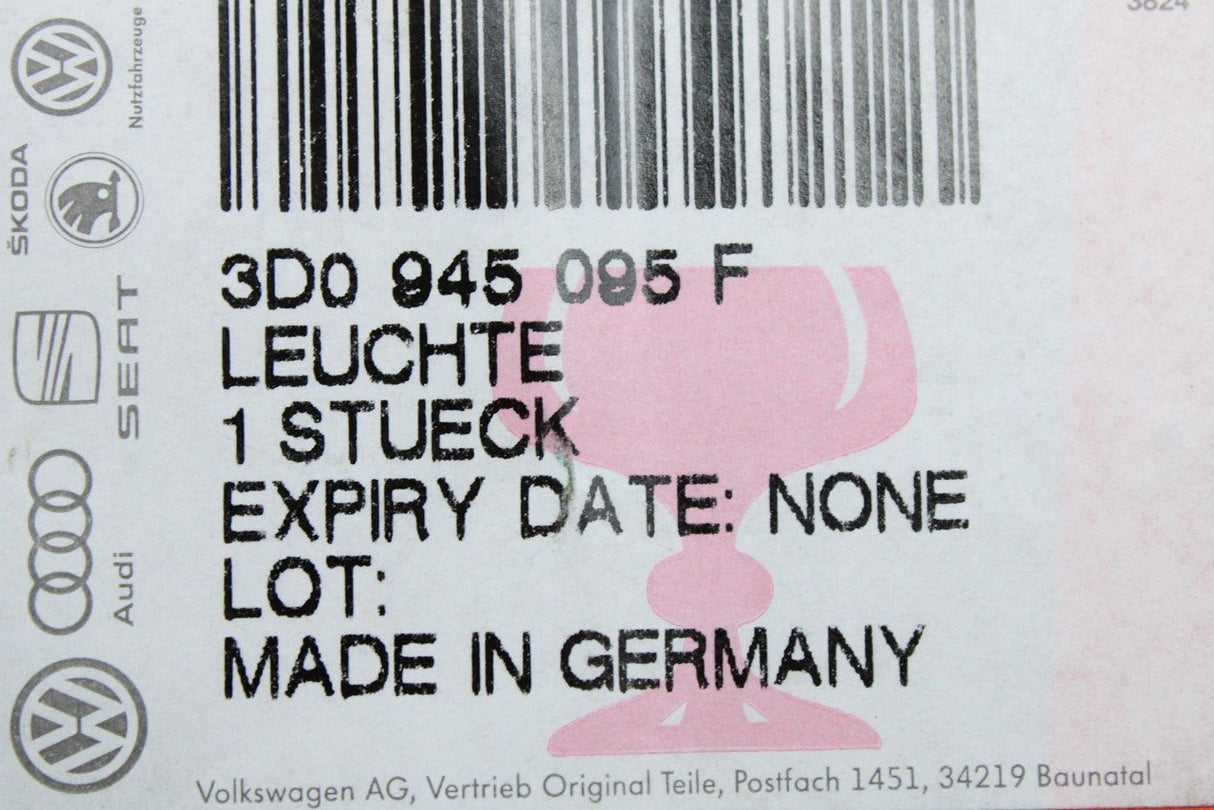 3824
Nutzfahrzeuge
ŠKODA
SEAT
Audi
3D0 945 095 F
LEUCHTE
1 STUECK
EXPIRY DATE: NONE
LOT:
MADE IN GERMANY
Volkswagen AG, Vertrieb Original Teile, Postfach 1451, 34219 Baunatal